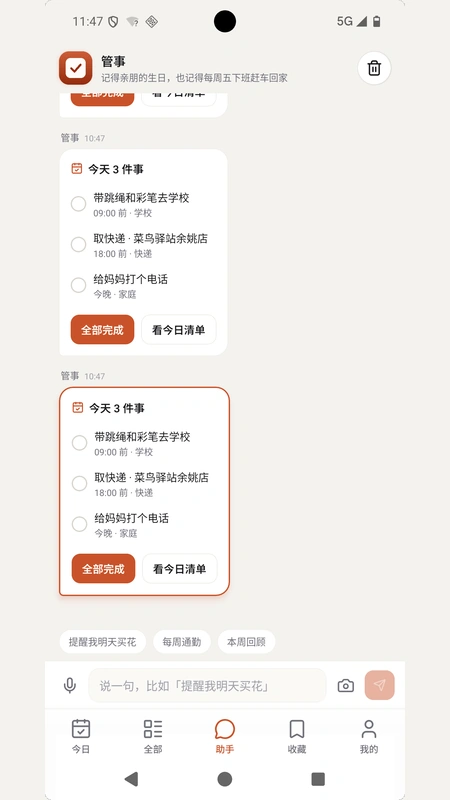 11:47
5G
管事
记得亲朋的生日，也记得每周五下班赶车回家
全部完成
看今日清单
管事 10:47
今天 3 件事
带跳绳和彩笔去学校
09:00 前 · 学校
取快递 · 菜鸟驿站余姚店
18:00 前 · 快递
给妈妈打个电话
今晚 · 家庭
全部完成
看今日清单
管事 10:47
今天 3 件事
带跳绳和彩笔去学校
09:00 前 · 学校
取快递 · 菜鸟驿站余姚店
18:00 前 · 快递
给妈妈打个电话
今晚 · 家庭
全部完成
看今日清单
提醒我明天买花
每周通勤
本周回顾
说一句，比如「提醒我明天买花」
今日
全部
助手
收藏
我的